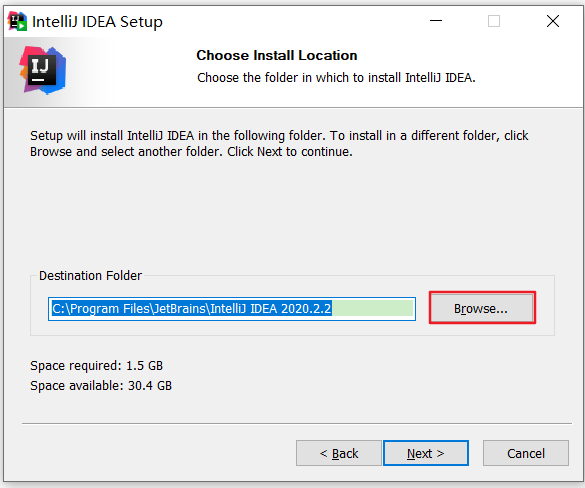 IntelliJ IDEA Setup
IJ
Choose Install Location
Choose the folder in which to install IntelliJ IDEA.
Setup will install IntelliJ IDEA in the following folder. To install in a different folder, click
Browse and select another folder. Click Next to continue.
Destination Folder
C:\Program Files\JetBrains\IntelliJ IDEA 2020.2.2
Browse...
Space required: 1.5 GB
Space available: 30.4 GB
< Back
Next >
Cancel